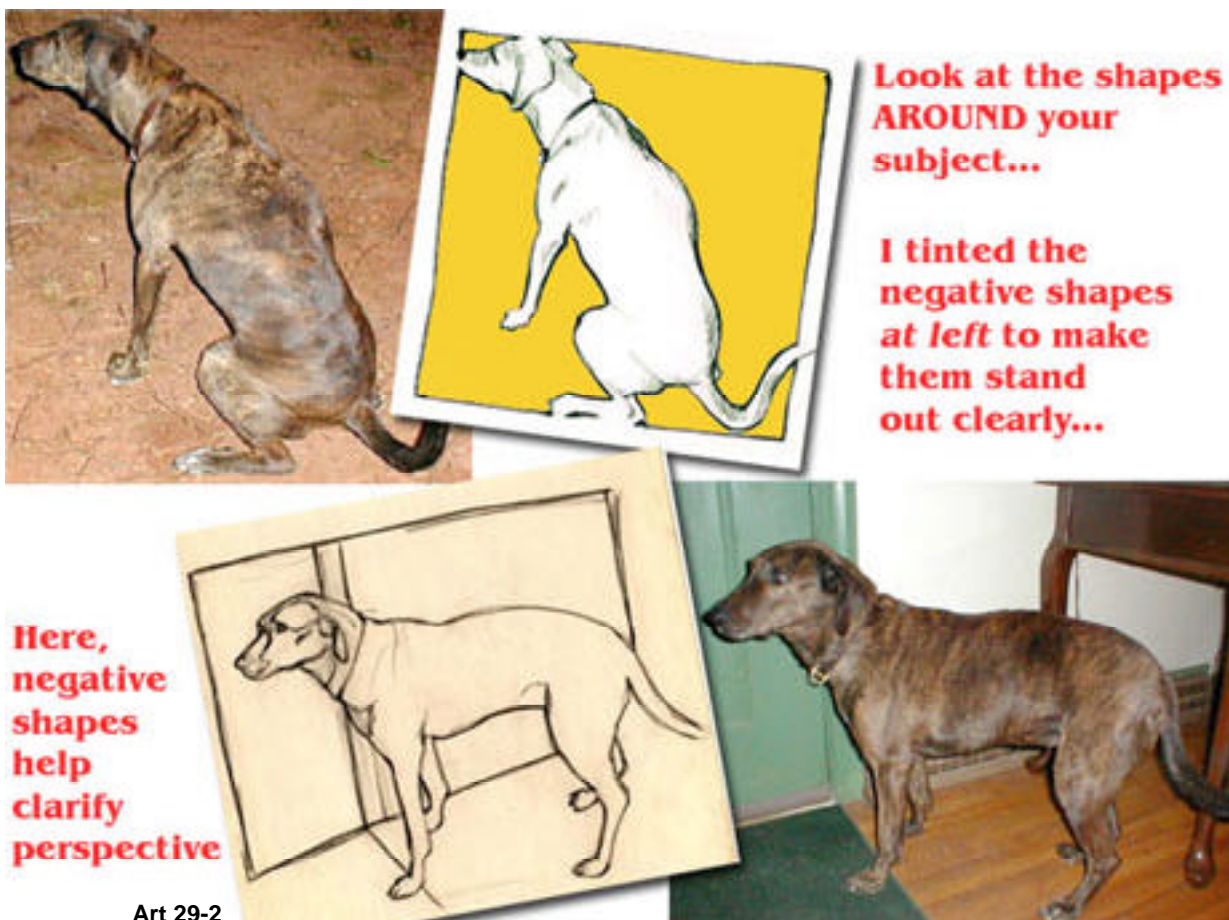 Look at the shapes
AROUND your
subject...
I tinted the
negative shapes
at left to make
them stand
out clearly...
Here,
negative
shapes
help
clarify
perspective
Art 29-2